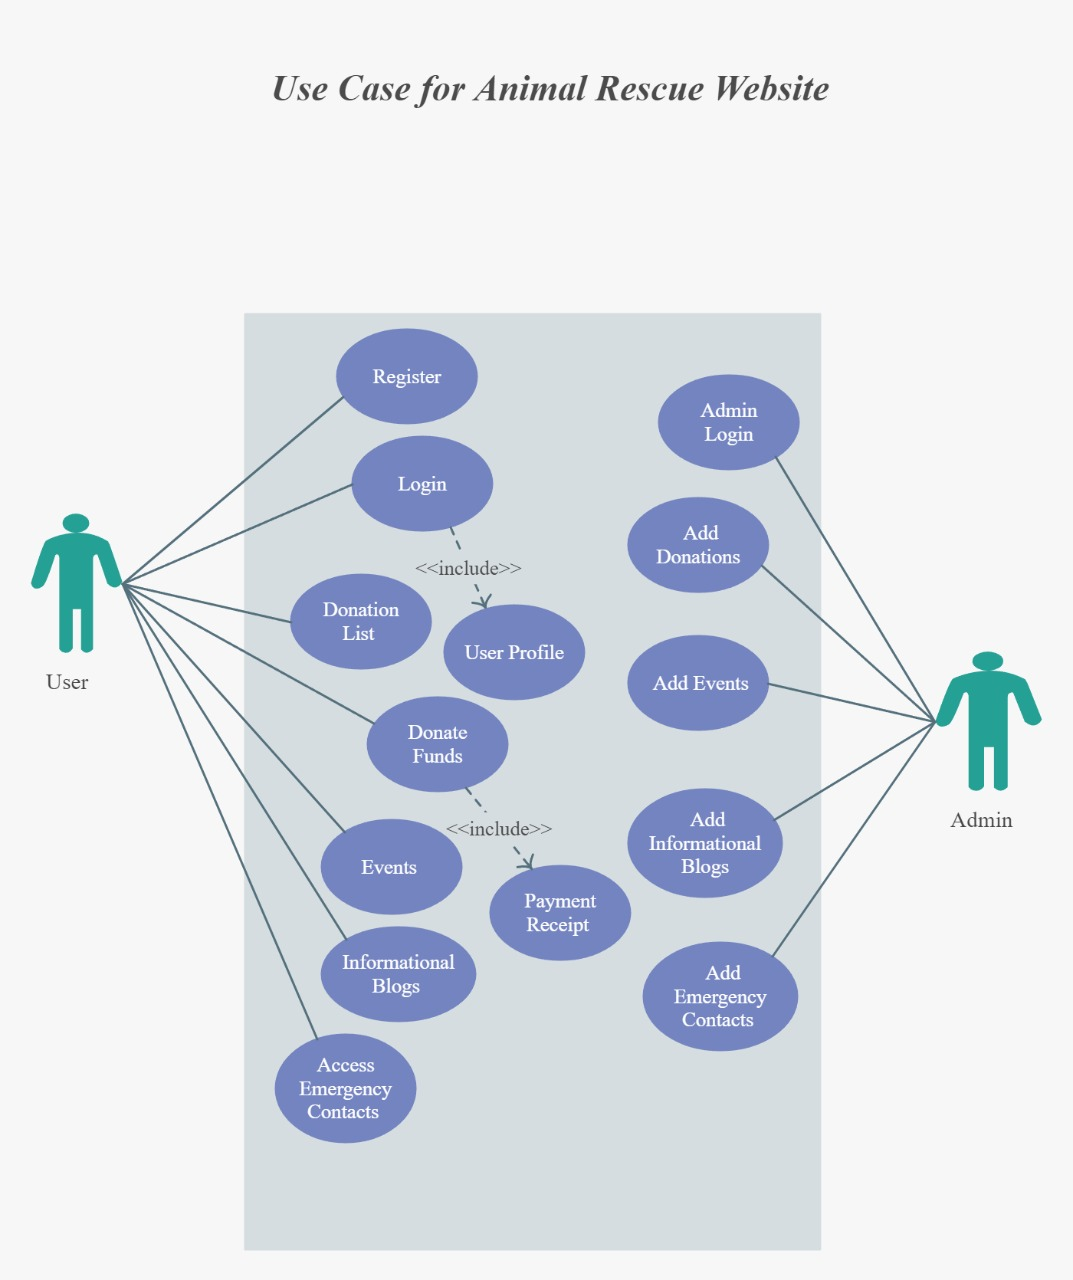 Use Case for Animal Rescue Website
Register
Admin
Login
Login
Add
Donations
<<include>>
Donation
List
User Profile
User
Add Events
Donate
Funds
Admin
<<include>>
Add
Informational
Blogs
Events
Payment
Receipt
Informational
Blogs
Add
Emergency
Contacts
Access
Emergency
Contacts